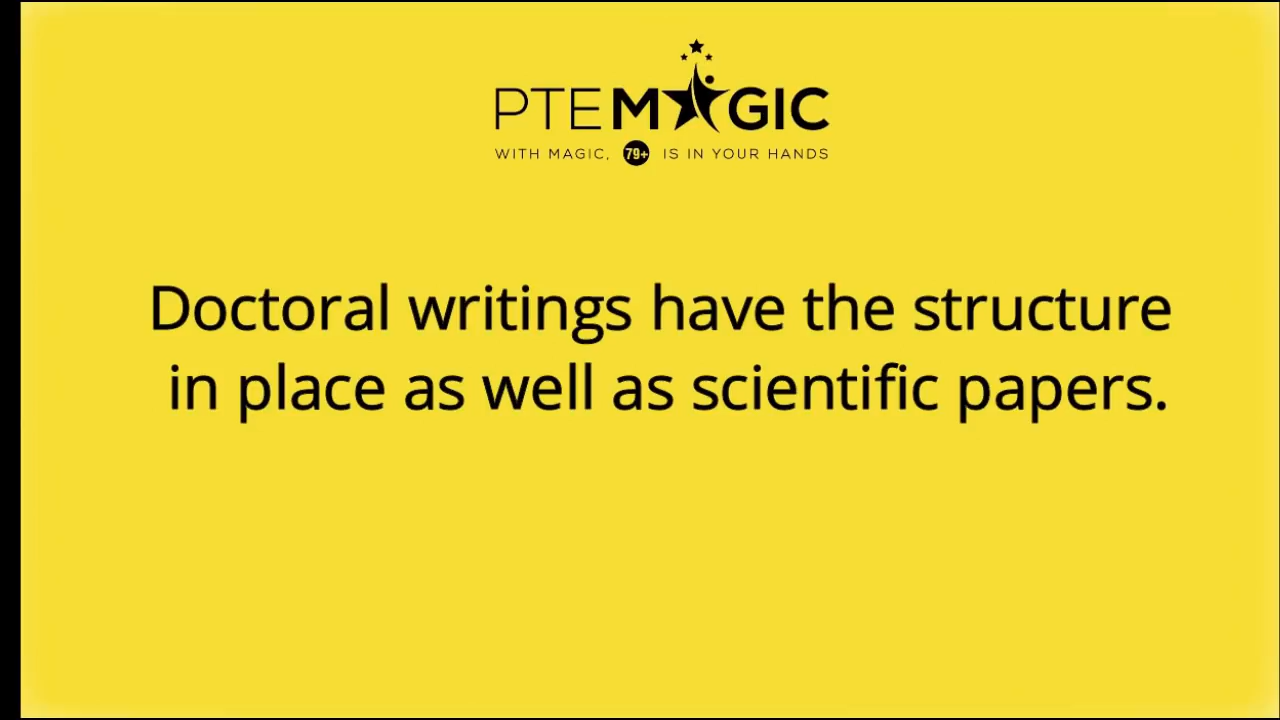 PTEMAGIC
WITH MAGIC, 79+ IS IN YOUR HANDS
Doctoral writings have the structure
in place as well as scientific papers.